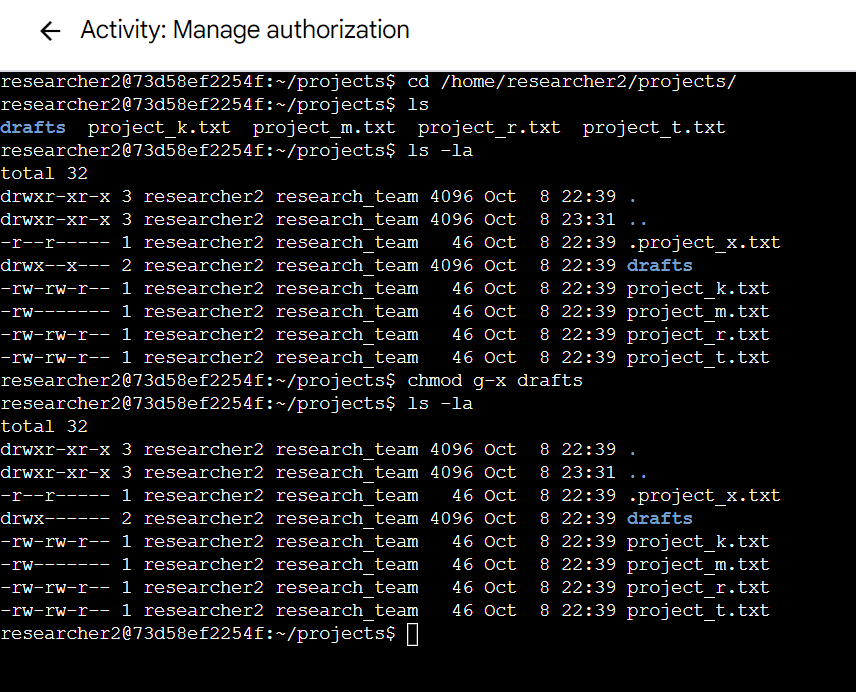 Activity: Manage authorization
researcher2@73d58ef2254f:~/projects$ cd /home/researcher2/projects/
researcher2@73d58ef2254f:~/projects$ ls
drafts  project_k.txt  project_m.txt  project_r.txt  project_t.txt
researcher2@73d58ef2254f:~/projects$ ls -la
total 32
drwxr-xr-x 3 researcher2 research_team 4096 Oct  8 22:39 .
drwxr-xr-x 3 researcher2 research_team 4096 Oct  8 23:31 ..
-r--r----- 1 researcher2 research_team   46 Oct  8 22:39 .project_x.txt
drwx--x--- 2 researcher2 research_team 4096 Oct  8 22:39 drafts
-rw-rw-r-- 1 researcher2 research_team   46 Oct  8 22:39 project_k.txt
-rw------- 1 researcher2 research_team   46 Oct  8 22:39 project_m.txt
-rw-rw-r-- 1 researcher2 research_team   46 Oct  8 22:39 project_r.txt
-rw-rw-r-- 1 researcher2 research_team   46 Oct  8 22:39 project_t.txt
researcher2@73d58ef2254f:~/projects$ chmod g-x drafts
researcher2@73d58ef2254f:~/projects$ ls -la
total 32
drwxr-xr-x 3 researcher2 research_team 4096 Oct  8 22:39 .
drwxr-xr-x 3 researcher2 research_team 4096 Oct  8 23:31 ..
-r--r----- 1 researcher2 research_team   46 Oct  8 22:39 .project_x.txt
drwx------ 2 researcher2 research_team 4096 Oct  8 22:39 drafts
-rw-rw-r-- 1 researcher2 research_team   46 Oct  8 22:39 project_k.txt
-rw------- 1 researcher2 research_team   46 Oct  8 22:39 project_m.txt
-rw-rw-r-- 1 researcher2 research_team   46 Oct  8 22:39 project_r.txt
-rw-rw-r-- 1 researcher2 research_team   46 Oct  8 22:39 project_t.txt
researcher2@73d58ef2254f:~/projects$